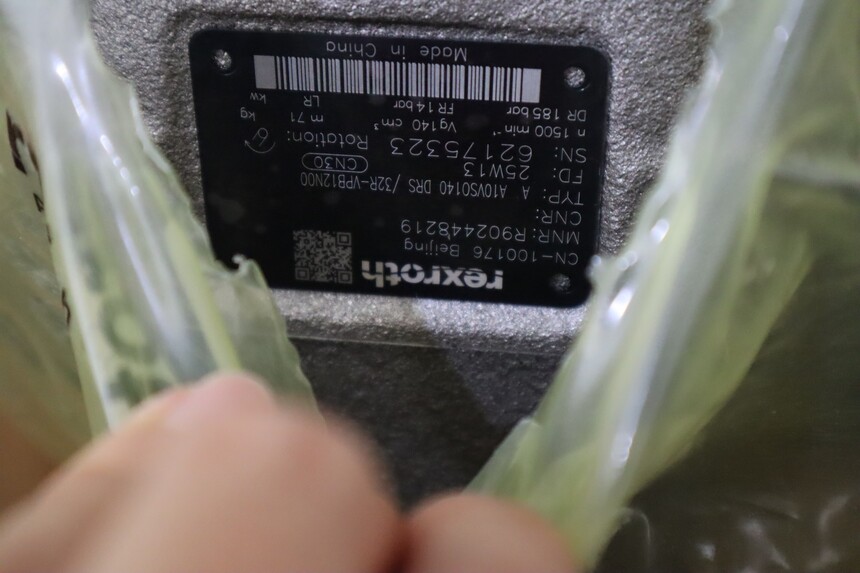 rexroth
CN-100176 Beijing
MNR: R902448219
CNR:
TYP: A A10VSO140 DRS /32R-VPB12N00
FD: 25W13 CN30
SN: 62175323 Rotation:
n 1500 min⁻¹ Vg140 cm³ m 71 kg
DR 185 bar FR 14 bar LR kW
Made in China